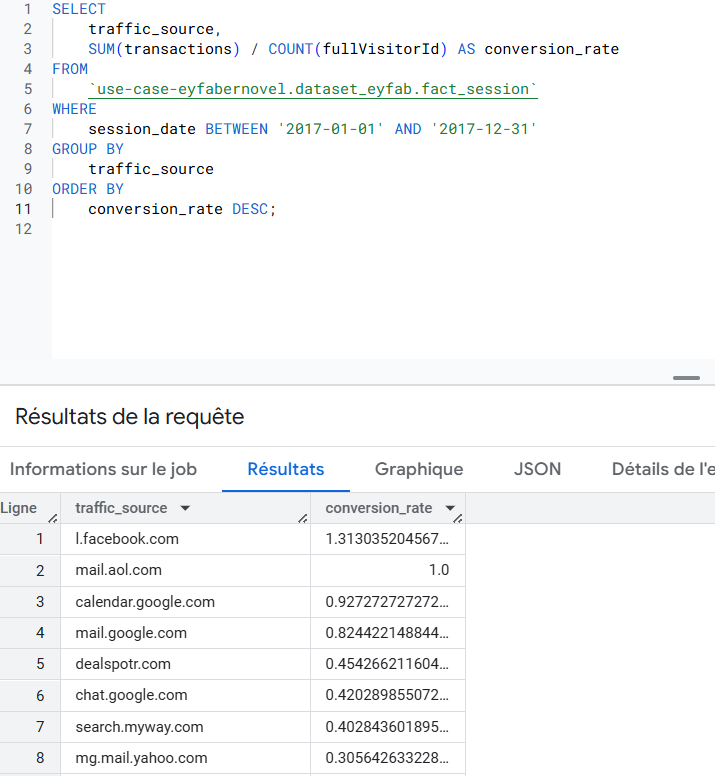 1 SELECT
2 traffic_source,
3 SUM(transactions) / COUNT(fullVisitorId) AS conversion_rate
4 FROM
5 `use-case-eyfabernovel.dataset_eyfab.fact_session`
6 WHERE
7 session_date BETWEEN '2017-01-01' AND '2017-12-31'
8 GROUP BY
9 traffic_source
10 ORDER BY
11 conversion_rate DESC;
12
Résultats de la requête
Informations sur le job Résultats Graphique JSON Détails de l'e
Ligne traffic_source conversion_rate
1 l.facebook.com 1.313035204567...
2 mail.aol.com 1.0
3 calendar.google.com 0.927272727272...
4 mail.google.com 0.824422148844...
5 dealspotr.com 0.454266211604...
6 chat.google.com 0.420289855072...
7 search.myway.com 0.402843601895...
8 mg.mail.yahoo.com 0.305642633228...